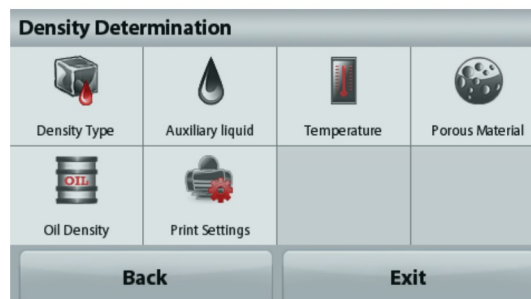 Density Determination
Density Type
Auxiliary liquid
Temperature
Porous Material
OIL
Oil Density
Print Settings
Back
Exit